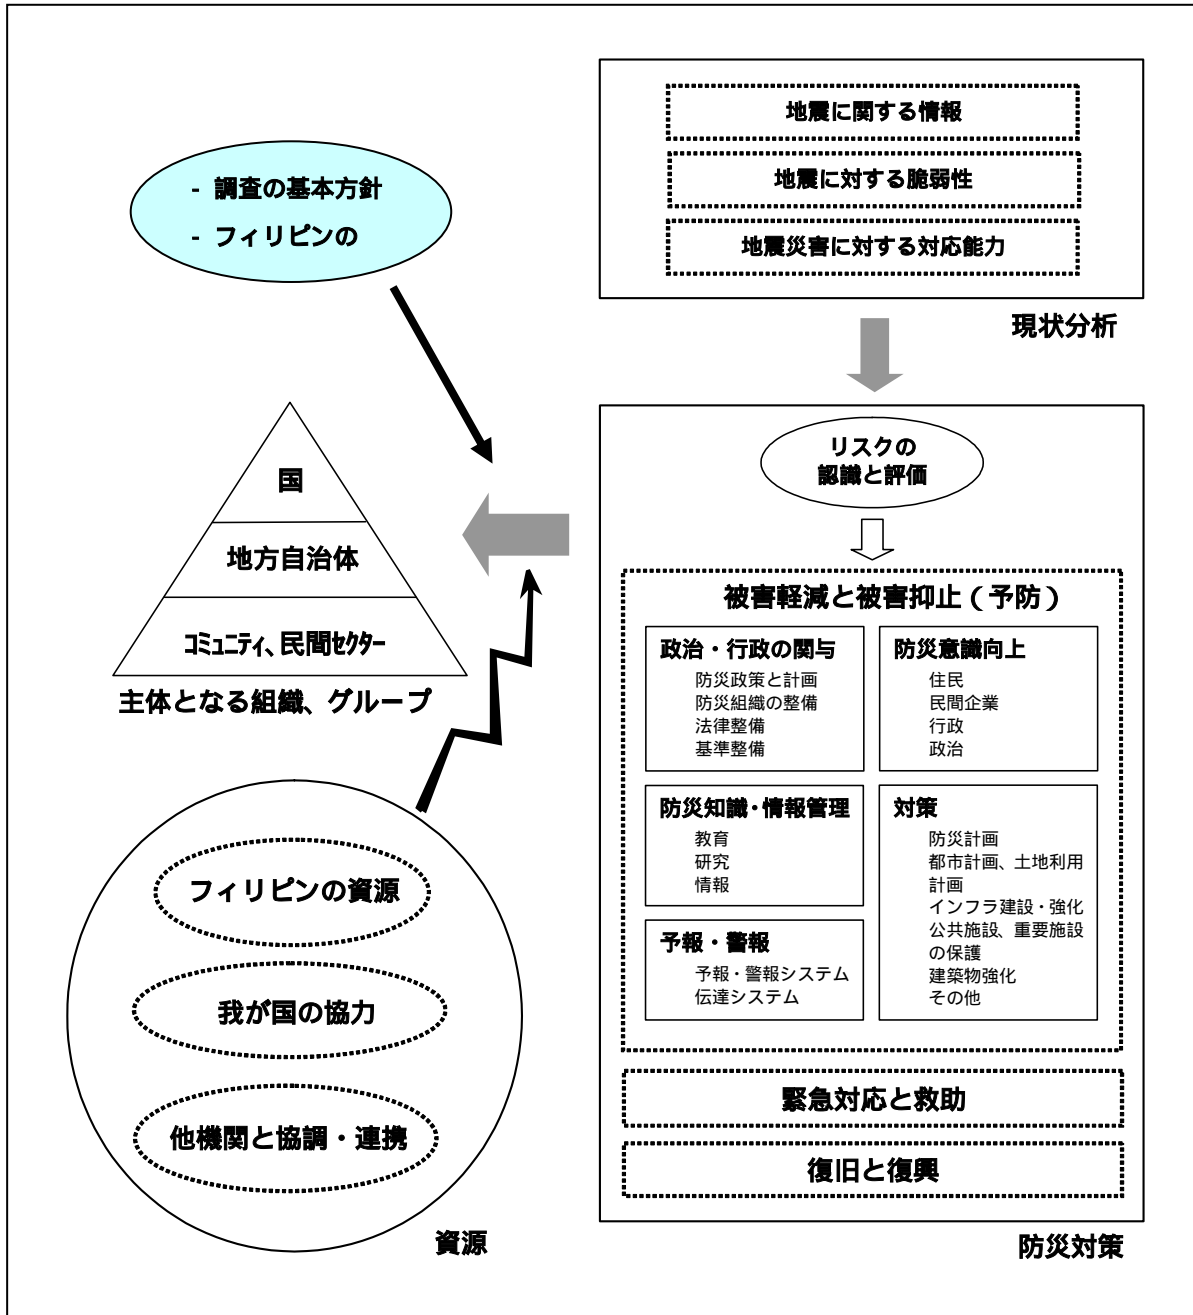 地震に関する情報
地震に対する脆弱性
地震災害に対する対応能力
現状分析
- 調査の基本方針
- フィリピンの
国
地方自治体
コミュニティ、民間セクター
主体となる組織、グループ
フィリピンの資源
我が国の協力
他機関と協調・連携
資源
リスクの
認識と評価
被害軽減と被害抑止(予防)
政治・行政の関与
防災政策と計画
防災組織の整備
法律整備
基準整備
防災意識向上
住民
民間企業
行政
政治
防災知識・情報管理
教育
研究
情報
対策
防災計画
都市計画、土地利用
計画
インフラ建設・強化
公共施設、重要施設
の保護
建築物強化
その他
予報・警報
予報・警報システム
伝達システム
緊急対応と救助
復旧と復興
防災対策